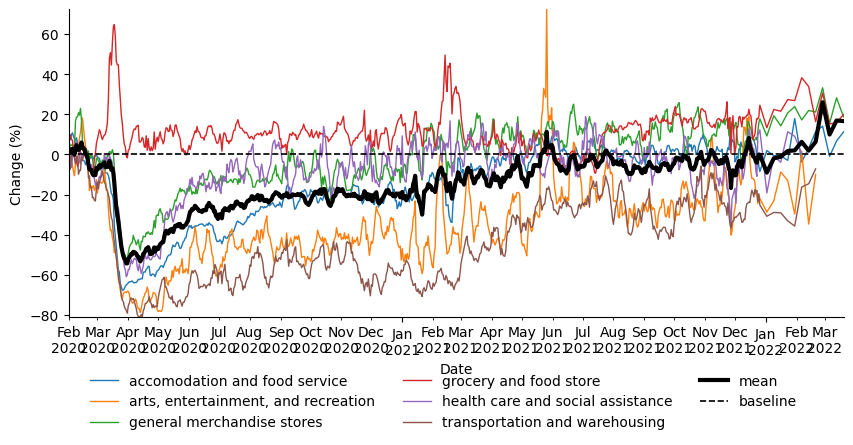 Change (%)
60
40
20
0
−20
−40
−60
−80
Feb Mar Apr May Jun Jul Aug Sep Oct Nov Dec Jan Feb Mar Apr May Jun Jul Aug Sep Oct Nov Dec Jan Feb Mar
2020 2020 2020 2020 2020 2020 2020 2020 2020 2020 2020 2021 2021 2021 2021 2021 2021 2021 2021 2021 2021 2021 2021 2022 2022 2022
Date
accomodation and food service
arts, entertainment, and recreation
general merchandise stores
grocery and food store
health care and social assistance
transportation and warehousing
mean
baseline